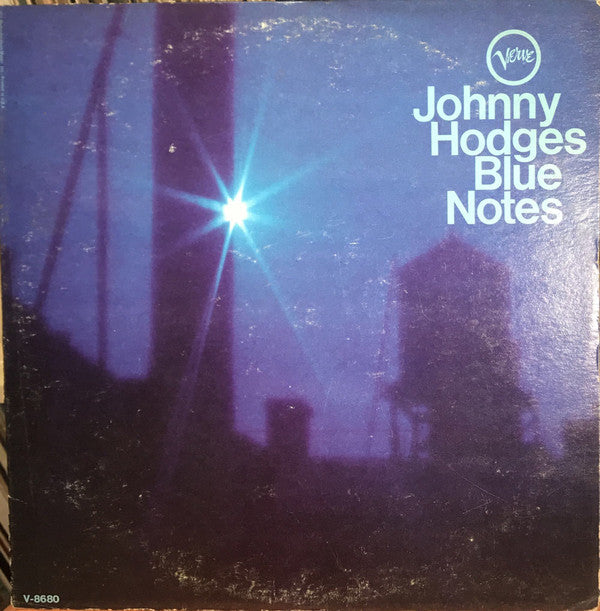 Verve
Johnny
Hodges
Blue
Notes
V-8680